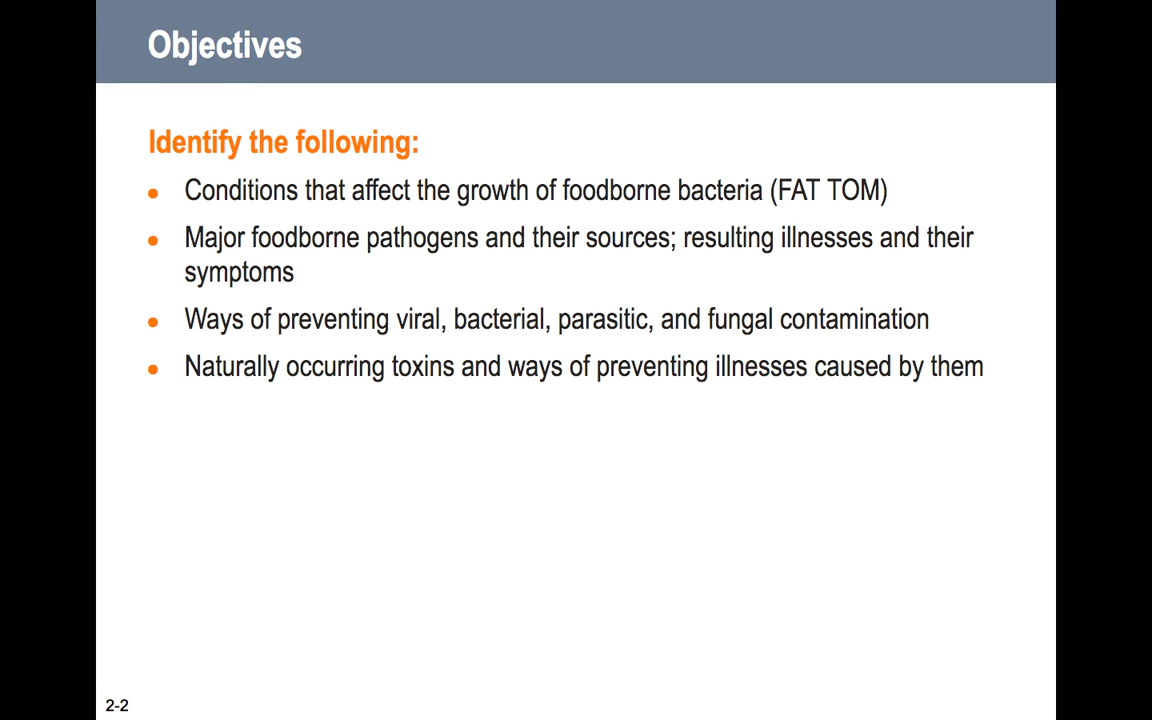 Objectives
Identify the following:
• Conditions that affect the growth of foodborne bacteria (FAT TOM)
• Major foodborne pathogens and their sources; resulting illnesses and their
symptoms
• Ways of preventing viral, bacterial, parasitic, and fungal contamination
• Naturally occurring toxins and ways of preventing illnesses caused by them
2-2